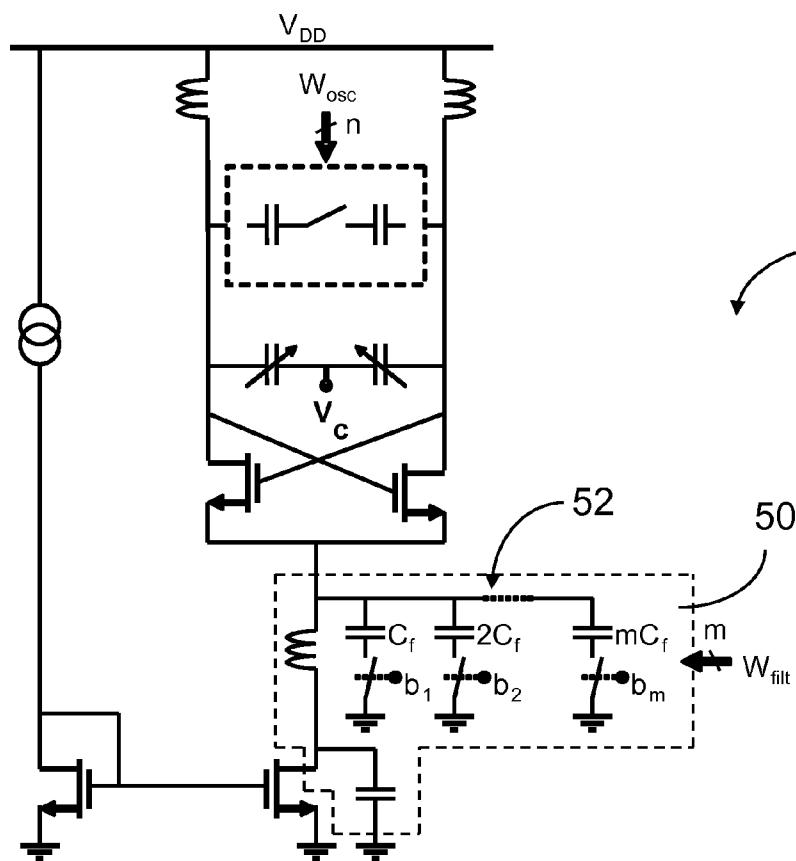 V_DD
W_osc
n
V_c
52
50
C_f
2C_f
mC_f
m
W_filt
b_1
b_2
b_m